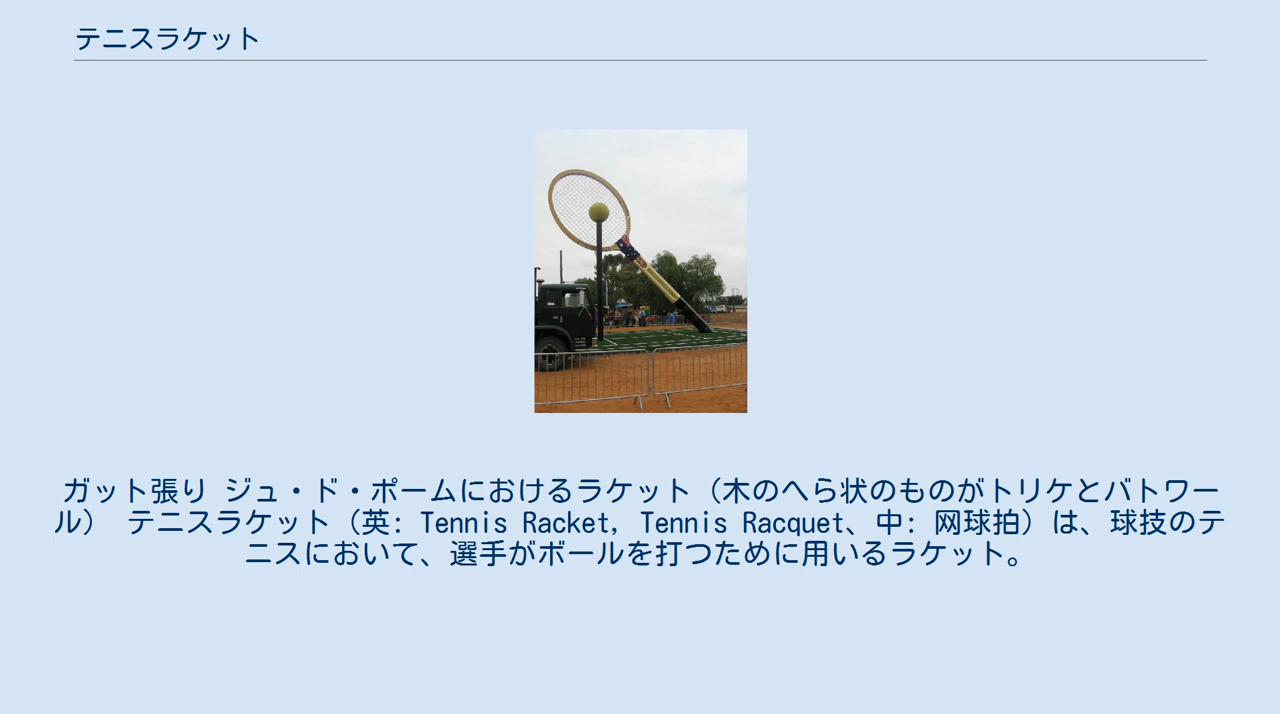 テニスラケット
ガット張り ジュ・ド・ポームにおけるラケット（木のへら状のものがトリケとバトワー
ル） テニスラケット（英: Tennis Racket, Tennis Racquet、中: 网球拍）は、球技のテ
ニスにおいて、選手がボールを打つために用いるラケット。